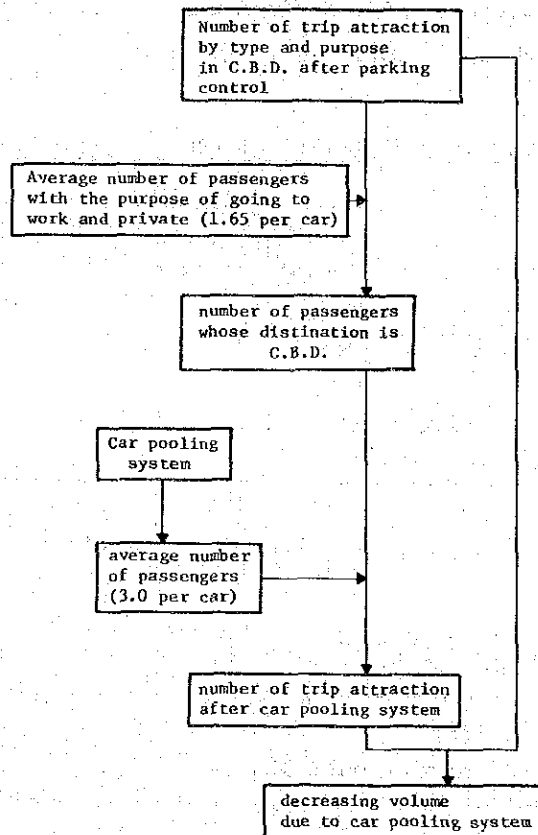 Number of trip attraction
by type and purpose
in C.B.D. after parking
control
Average number of passengers
with the purpose of going to
work and private (1.65 per car)
number of passengers
whose distination is
C.B.D.
Car pooling
system
average number
of passengers
(3.0 per car)
number of trip attraction
after car pooling system
decreasing volume
due to car pooling system